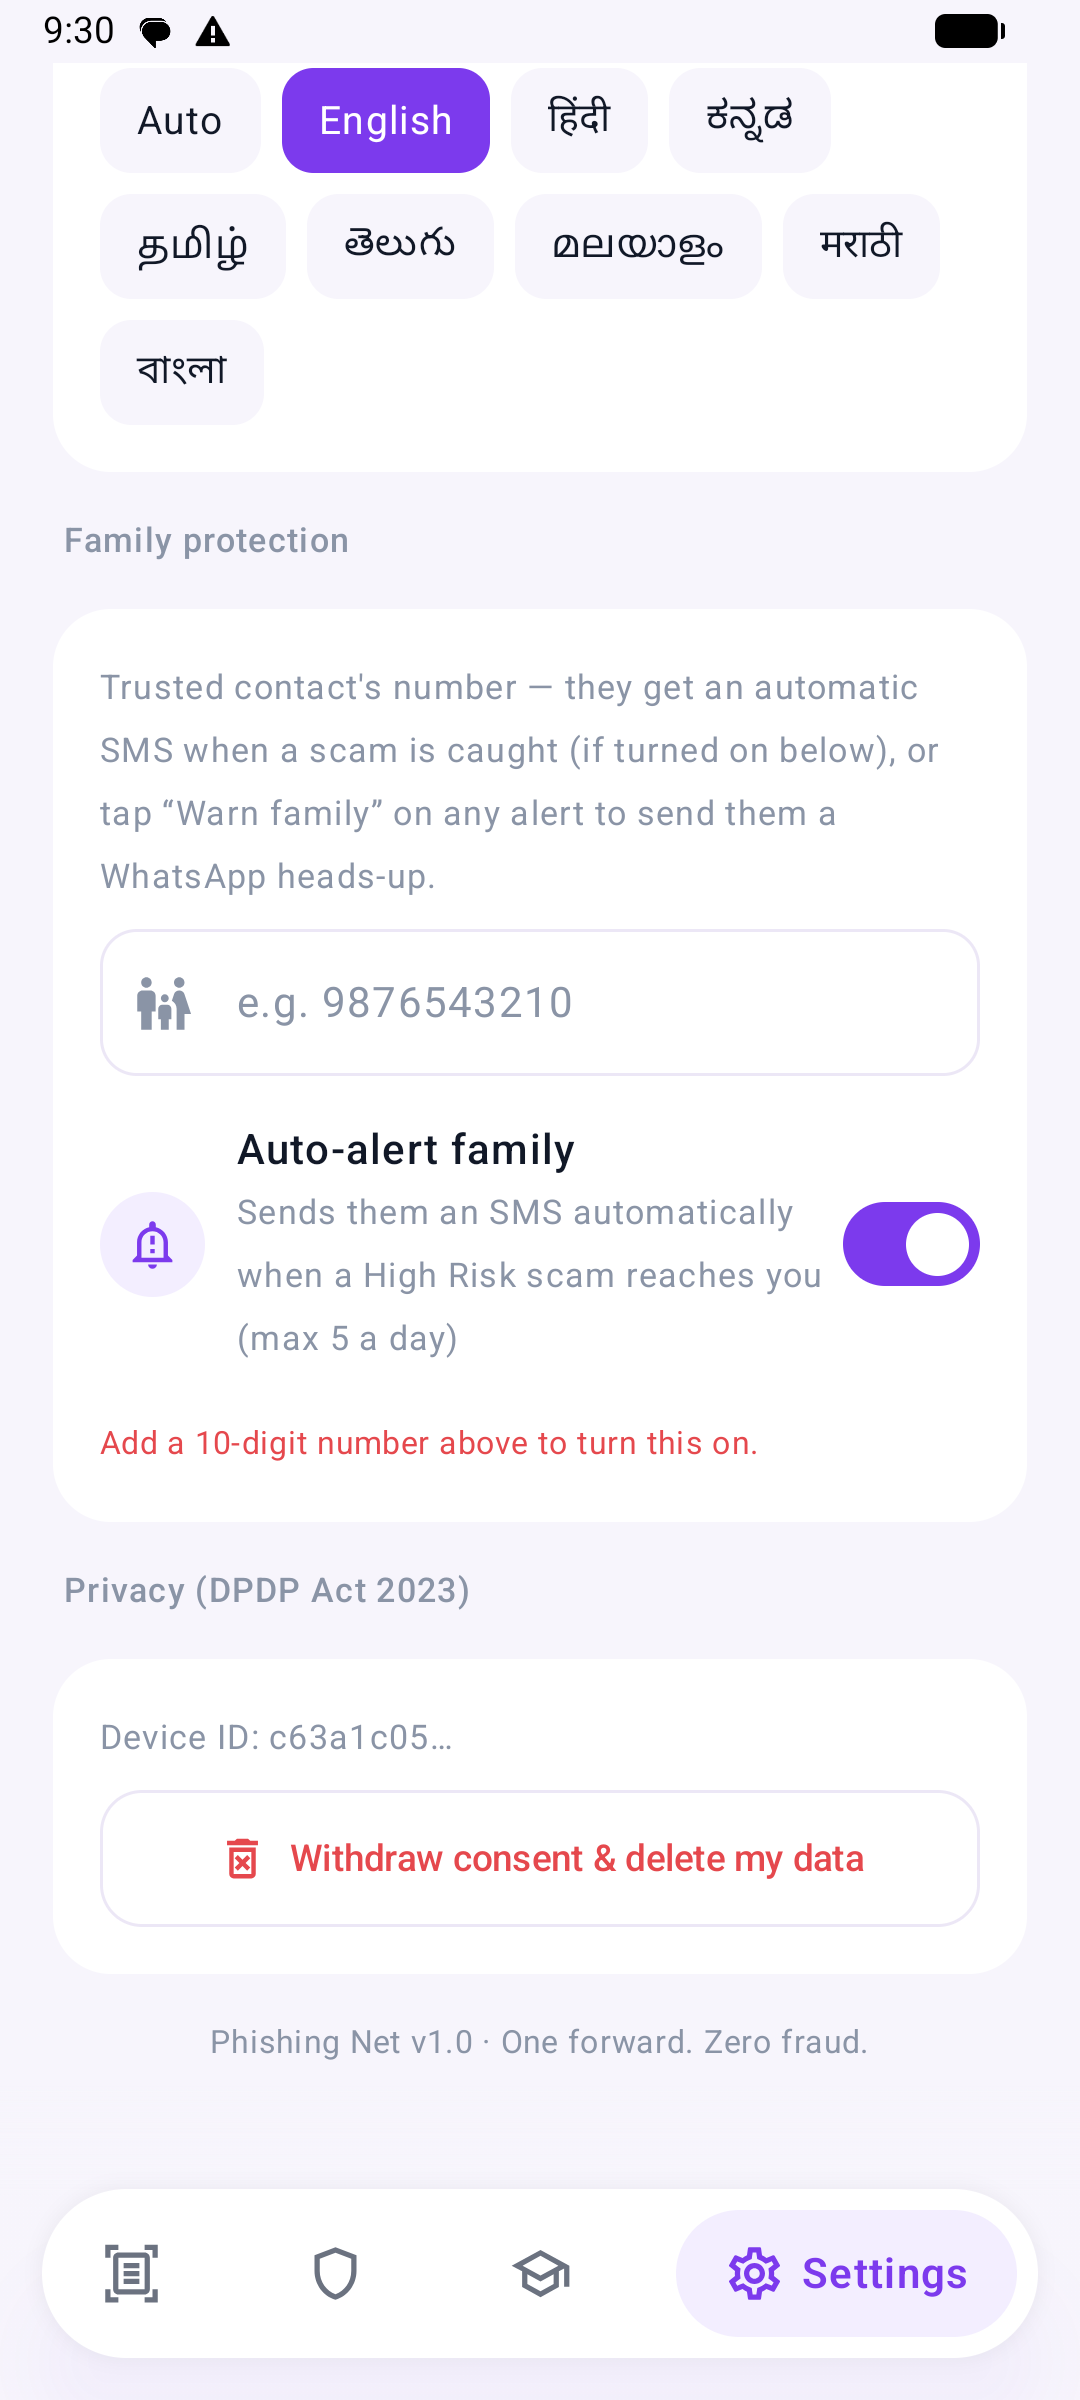 9:30
Auto
English
हिंदी
ಕನ್ನಡ
தமிழ்
తెలుగు
മലയാളം
मराठी
বাংলা
Family protection
Trusted contact's number — they get an automatic
SMS when a scam is caught (if turned on below), or
tap “Warn family” on any alert to send them a
WhatsApp heads-up.
e.g. 9876543210
Auto-alert family
Sends them an SMS automatically
when a High Risk scam reaches you
(max 5 a day)
Add a 10-digit number above to turn this on.
Privacy (DPDP Act 2023)
Device ID: c63a1c05…
Withdraw consent & delete my data
Phishing Net v1.0 · One forward. Zero fraud.
Settings